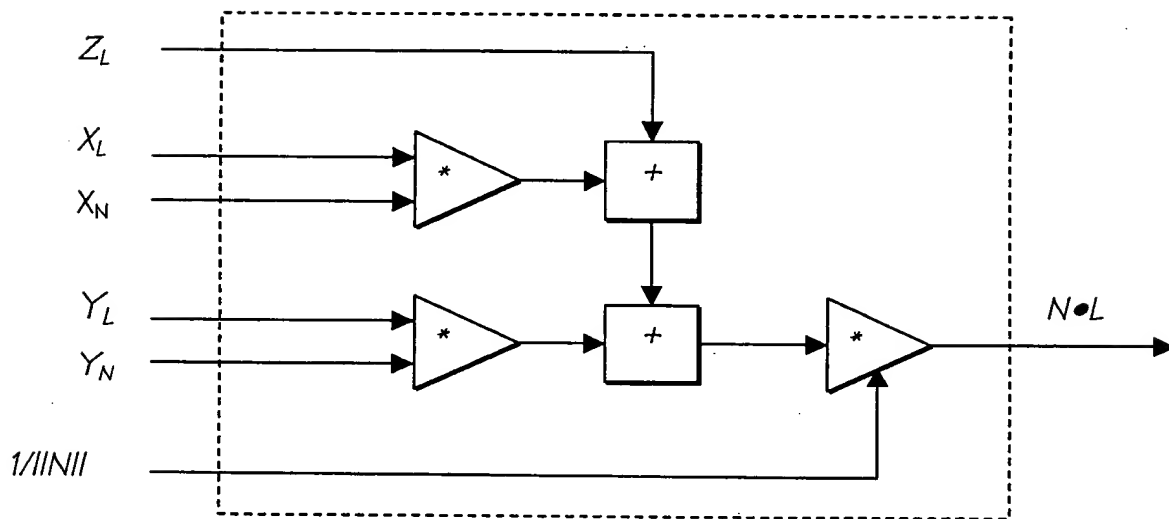 Z_L
X_L
*
+
X_N
Y_L
*
+
*
N•L
Y_N
1/||N||